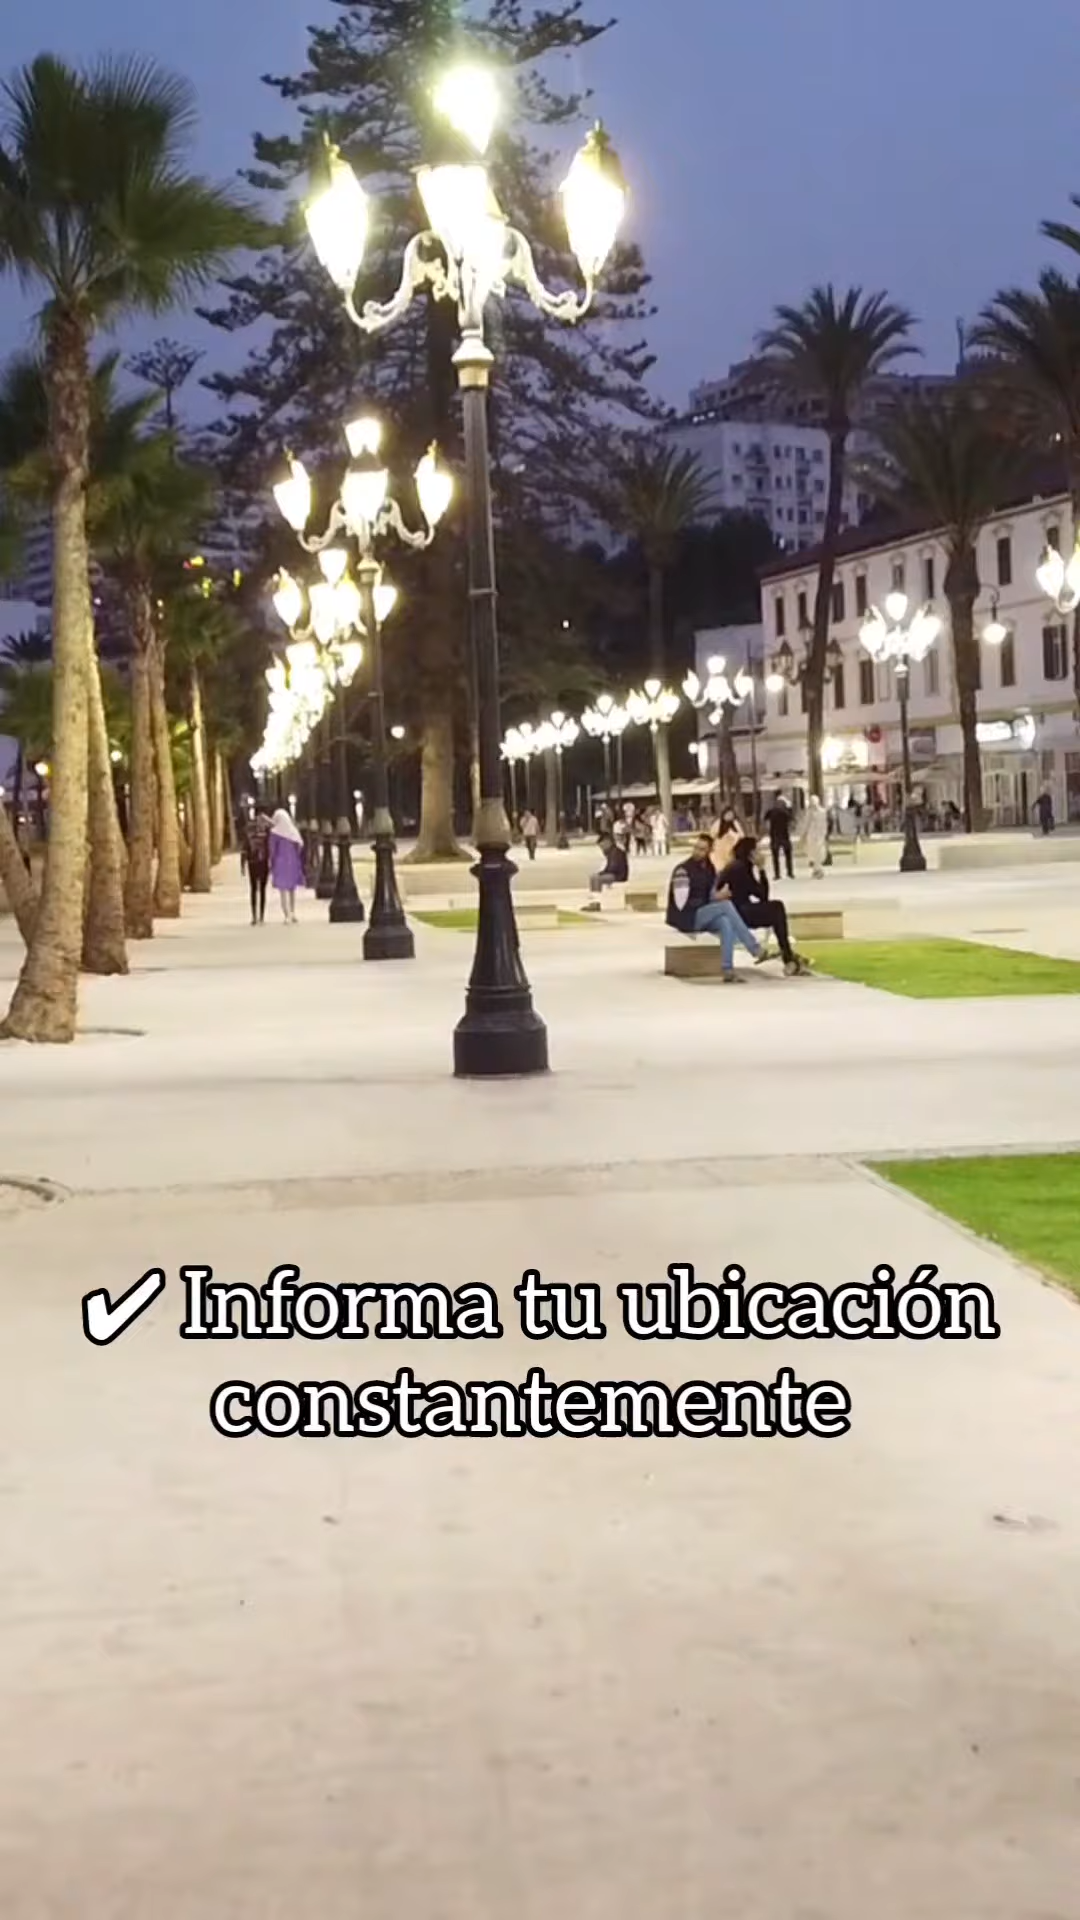 ✔ Informa tu ubicación
constantemente